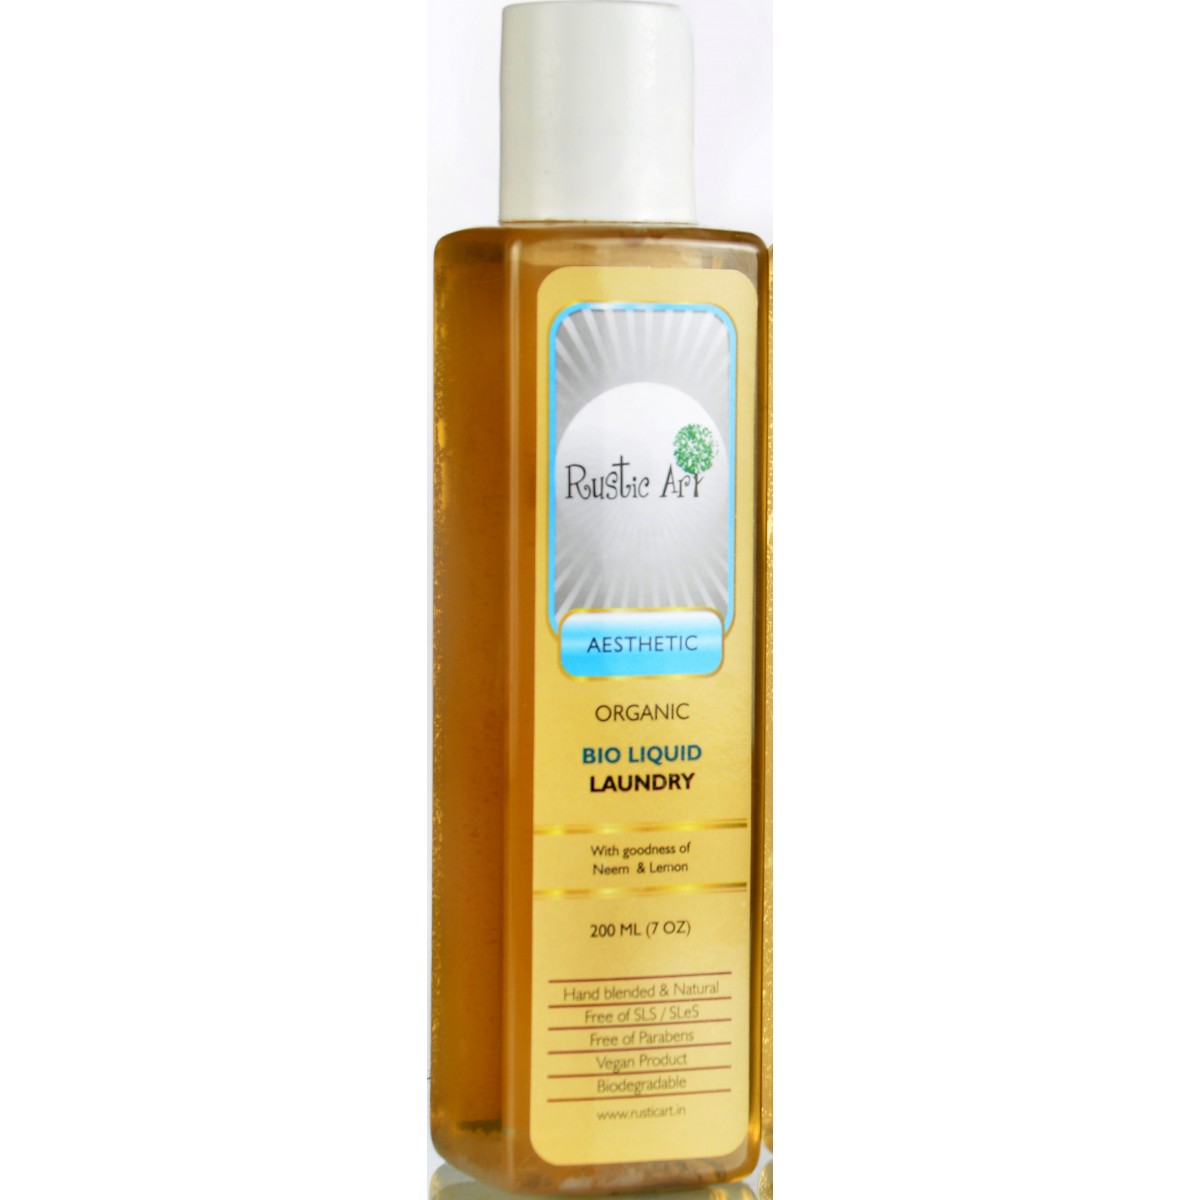 Rustic Art
AESTHETIC
ORGANIC
BIO LIQUID
LAUNDRY
With goodness of
Neem & Lemon
200 ML (7 OZ)
Hand blended & Natural
Free of SLS / SLeS
Free of Parabens
Vegan Product
Biodegradable
www.rusticart.in